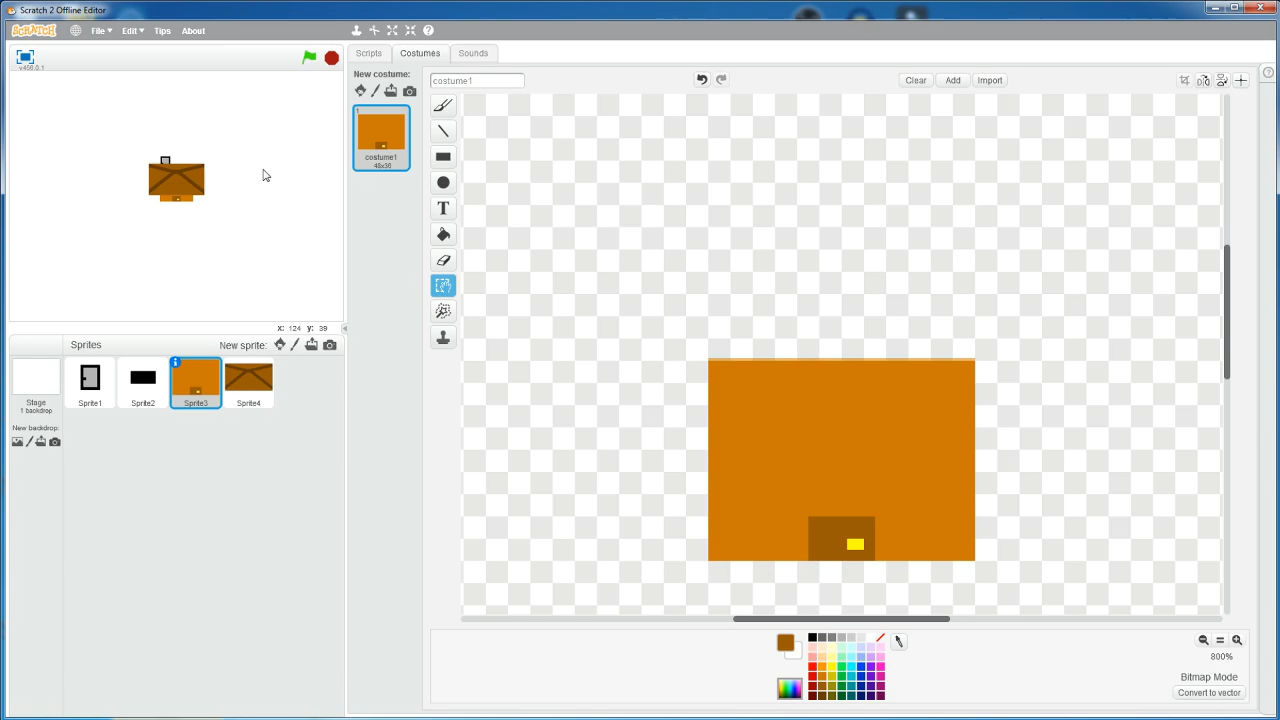 Scratch 2 Offline Editor
SCRATCH File Edit Tips About
v456.0.1
Scripts Costumes Sounds
New costume:
costume1
Clear Add Import
1
costume1
48x36
T
x: 124 y: 39
Sprites New sprite:
Stage
1 backdrop
New backdrop:
Sprite1 Sprite2 Sprite3 Sprite4
800%
Bitmap Mode
Convert to vector